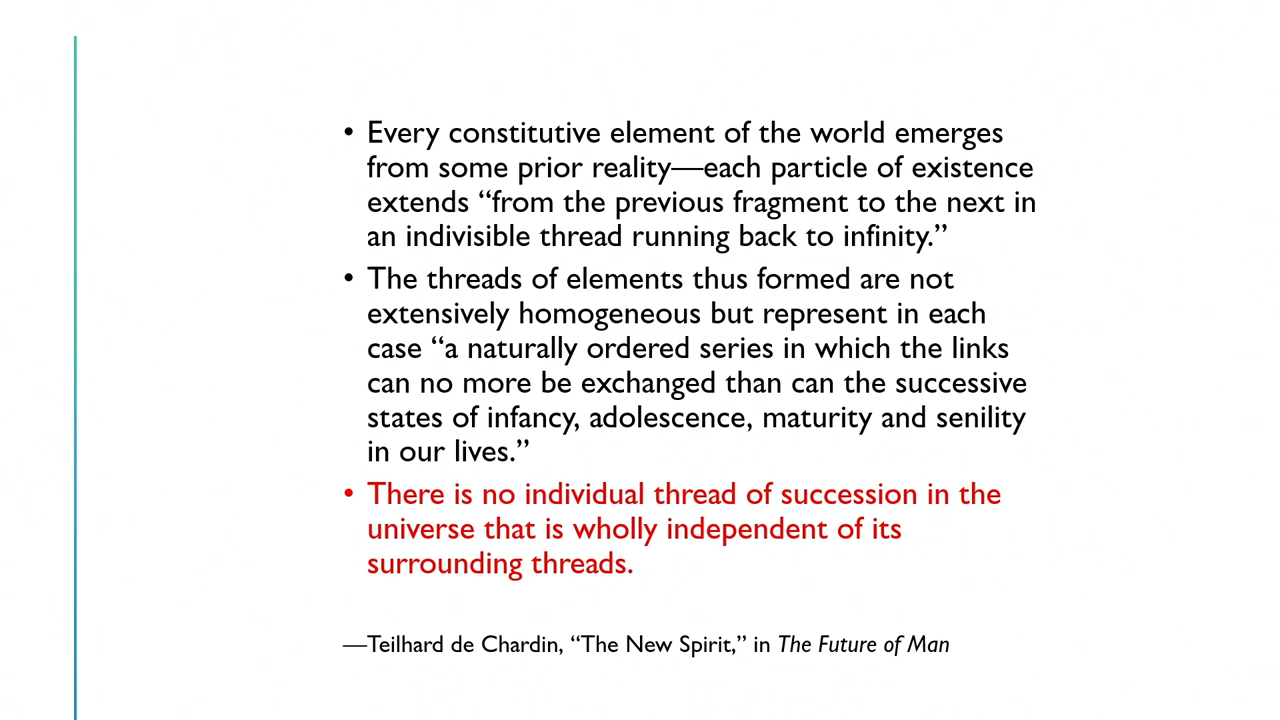 • Every constitutive element of the world emerges
from some prior reality—each particle of existence
extends “from the previous fragment to the next in
an indivisible thread running back to infinity.”
• The threads of elements thus formed are not
extensively homogeneous but represent in each
case “a naturally ordered series in which the links
can no more be exchanged than can the successive
states of infancy, adolescence, maturity and senility
in our lives.”
• There is no individual thread of succession in the
universe that is wholly independent of its
surrounding threads.
—Teilhard de Chardin, “The New Spirit,” in The Future of Man